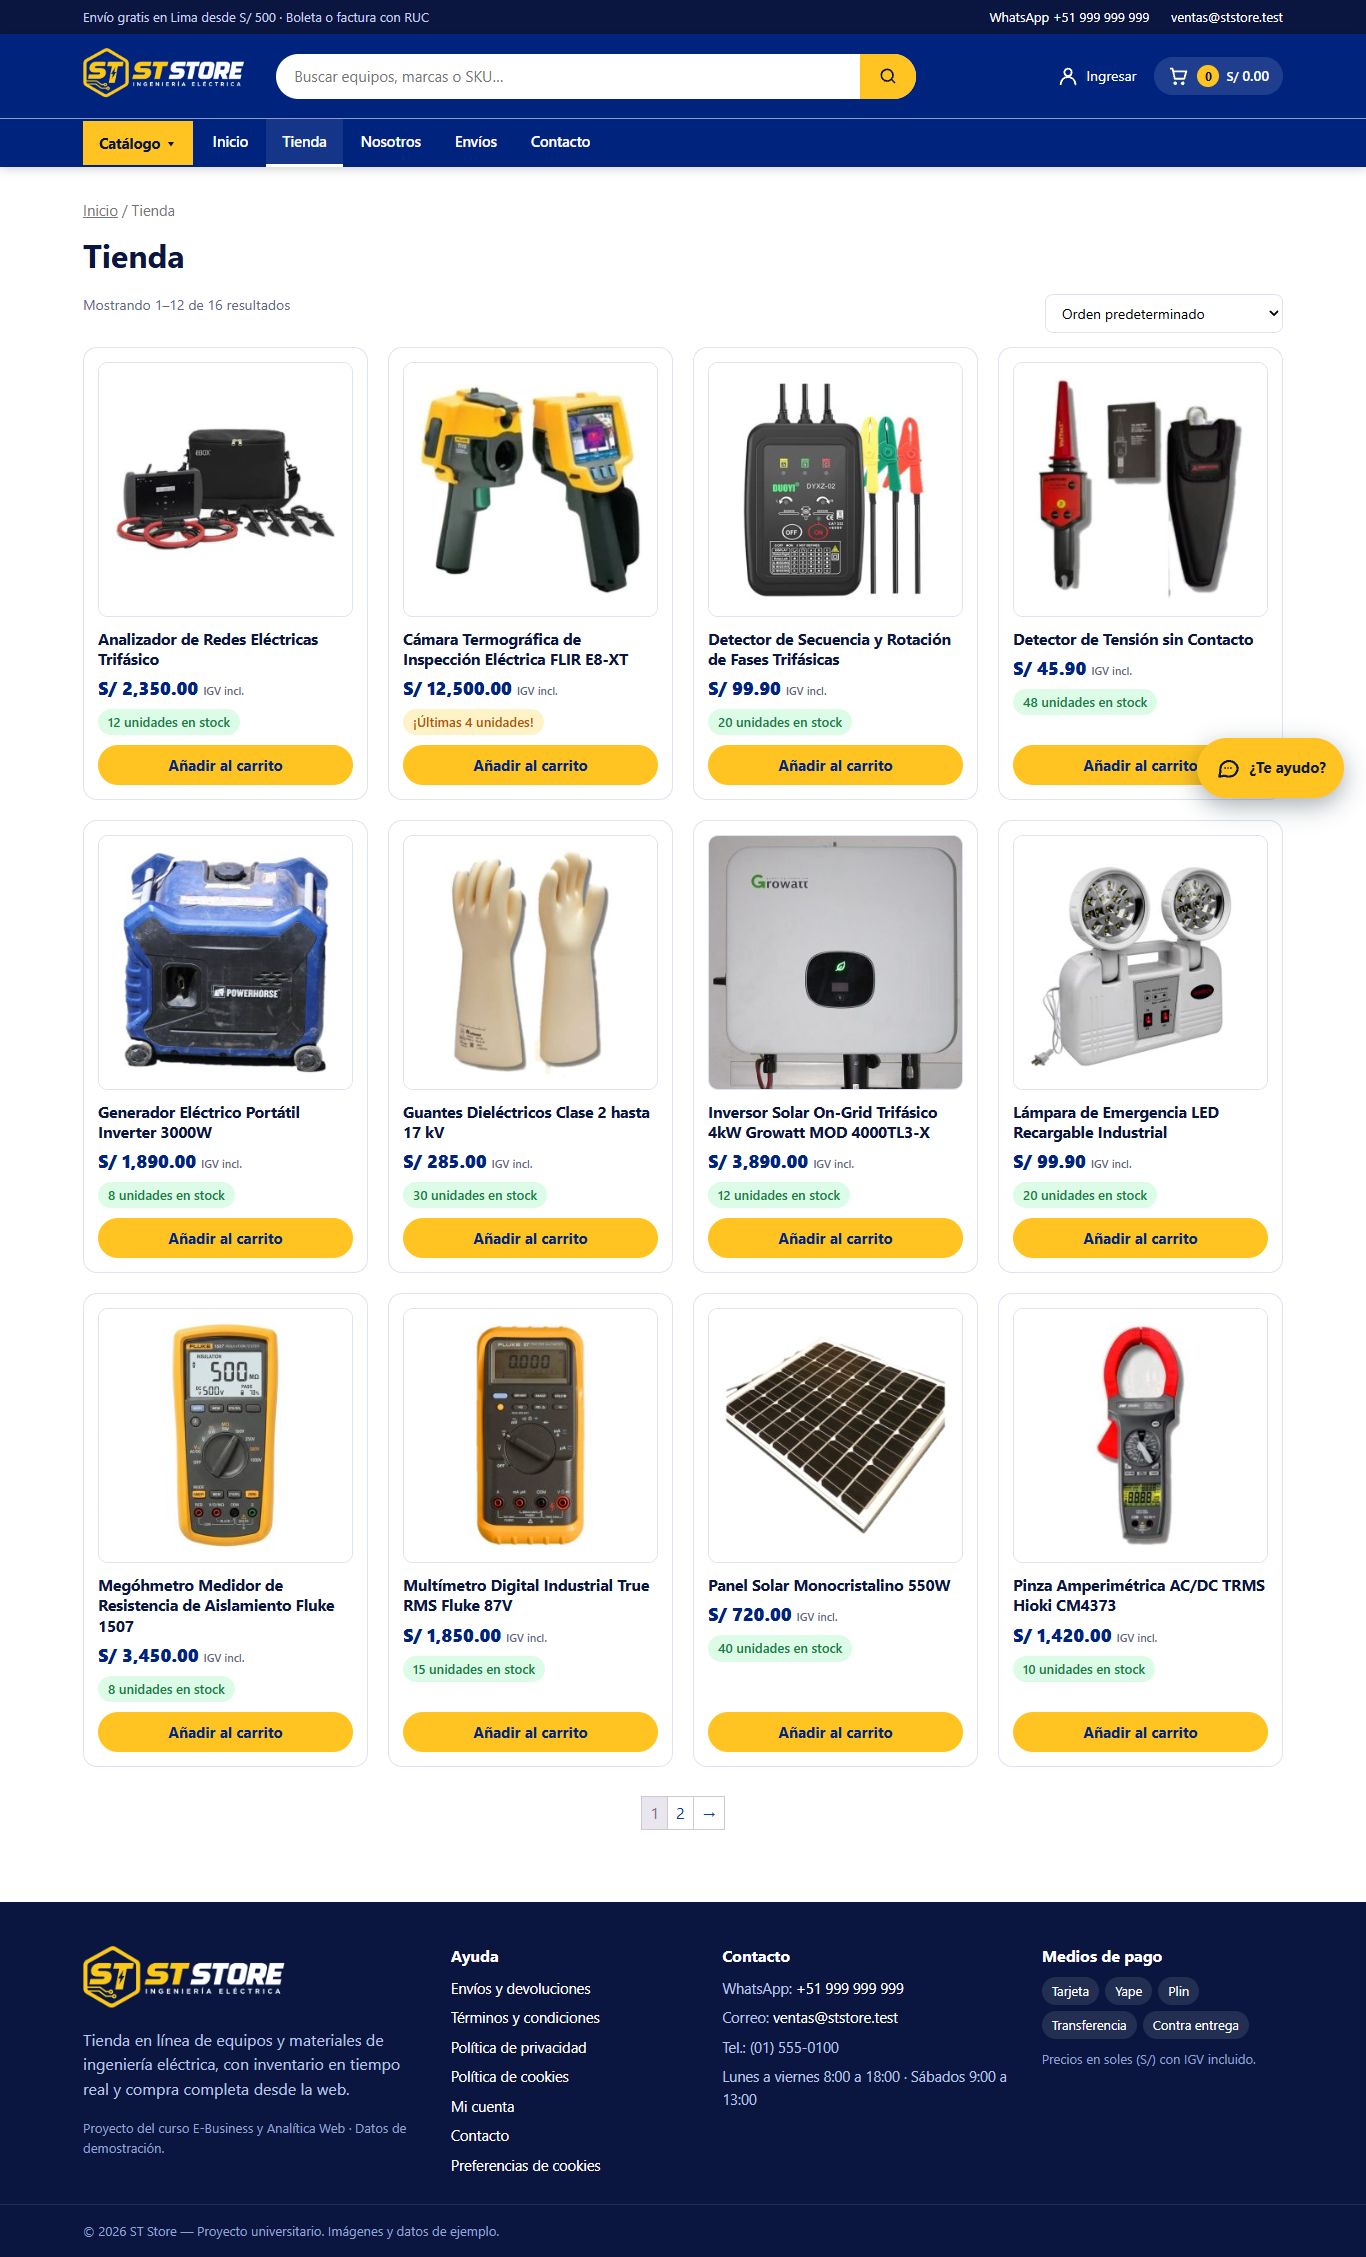 Envío gratis en Lima desde S/ 500 · Boleta o factura con RUC
WhatsApp +51 999 999 999
ventas@ststore.test
ST STORE
INGENIERÍA ELÉCTRICA
Buscar equipos, marcas o SKU...
Ingresar
0
S/ 0.00
Catálogo
Inicio
Tienda
Nosotros
Envíos
Contacto
Inicio / Tienda
Tienda
Mostrando 1–12 de 16 resultados
Orden predeterminado
DUOYI
DYXZ-02
OFF
ON
Analizador de Redes Eléctricas
Trifásico
S/ 2,350.00 IGV incl.
12 unidades en stock
Añadir al carrito
Cámara Termográfica de
Inspección Eléctrica FLIR E8-XT
S/ 12,500.00 IGV incl.
¡Últimas 4 unidades!
Añadir al carrito
Detector de Secuencia y Rotación
de Fases Trifásicas
S/ 99.90 IGV incl.
20 unidades en stock
Añadir al carrito
Detector de Tensión sin Contacto
S/ 45.90 IGV incl.
48 unidades en stock
Añadir al carrito
¿Te ayudo?
POWERHORSE
Growatt
Generador Eléctrico Portátil
Inverter 3000W
S/ 1,890.00 IGV incl.
8 unidades en stock
Añadir al carrito
Guantes Dieléctricos Clase 2 hasta
17 kV
S/ 285.00 IGV incl.
30 unidades en stock
Añadir al carrito
Inversor Solar On-Grid Trifásico
4kW Growatt MOD 4000TL3-X
S/ 3,890.00 IGV incl.
12 unidades en stock
Añadir al carrito
Lámpara de Emergencia LED
Recargable Industrial
S/ 99.90 IGV incl.
20 unidades en stock
Añadir al carrito
FLUKE
500
FLUKE
0.000
Megóhmetro Medidor de
Resistencia de Aislamiento Fluke
1507
S/ 3,450.00 IGV incl.
8 unidades en stock
Añadir al carrito
Multímetro Digital Industrial True
RMS Fluke 87V
S/ 1,850.00 IGV incl.
15 unidades en stock
Añadir al carrito
Panel Solar Monocristalino 550W
S/ 720.00 IGV incl.
40 unidades en stock
Añadir al carrito
Pinza Amperimétrica AC/DC TRMS
Hioki CM4373
S/ 1,420.00 IGV incl.
10 unidades en stock
Añadir al carrito
1
2
→
ST STORE
INGENIERÍA ELÉCTRICA
Tienda en línea de equipos y materiales de
ingeniería eléctrica, con inventario en tiempo
real y compra completa desde la web.
Proyecto del curso E-Business y Analítica Web · Datos de
demostración.
Ayuda
Envíos y devoluciones
Términos y condiciones
Política de privacidad
Política de cookies
Mi cuenta
Contacto
Preferencias de cookies
Contacto
WhatsApp: +51 999 999 999
Correo: ventas@ststore.test
Tel.: (01) 555-0100
Lunes a viernes 8:00 a 18:00 · Sábados 9:00 a
13:00
Medios de pago
Tarjeta
Yape
Plin
Transferencia
Contra entrega
Precios en soles (S/) con IGV incluido.
© 2026 ST Store — Proyecto universitario. Imágenes y datos de ejemplo.